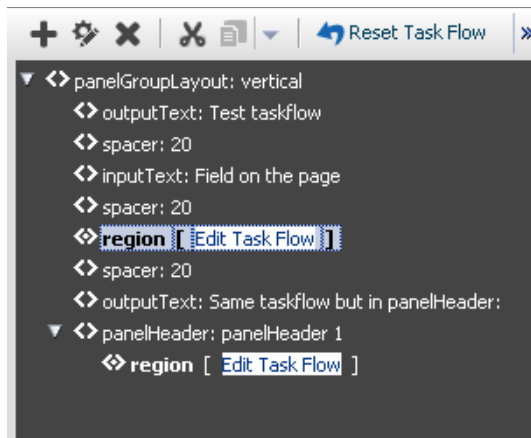 Reset Task Flow
panelGroupLayout: vertical
outputText: Test taskflow
spacer: 20
inputText: Field on the page
spacer: 20
region [ Edit Task Flow ]
spacer: 20
outputText: Same taskflow but in panelHeader:
panelHeader: panelHeader 1
region [ Edit Task Flow ]